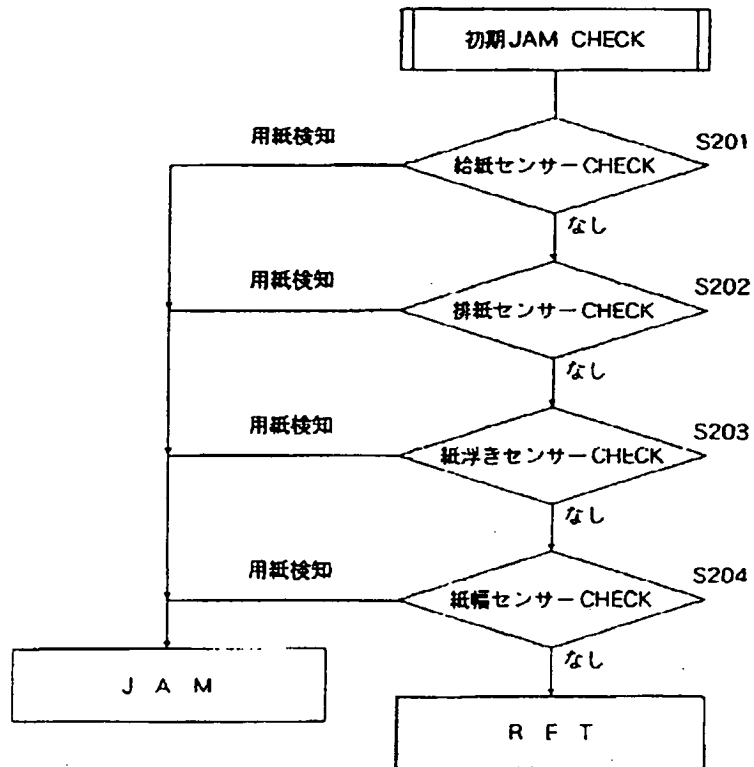 初期JAM CHECK
用紙検知
S201
給紙センサーCHECK
なし
用紙検知
S202
排紙センサーCHECK
なし
用紙検知
S203
紙浮きセンサーCHECK
なし
用紙検知
S204
紙幅センサーCHECK
なし
J A M
R F T